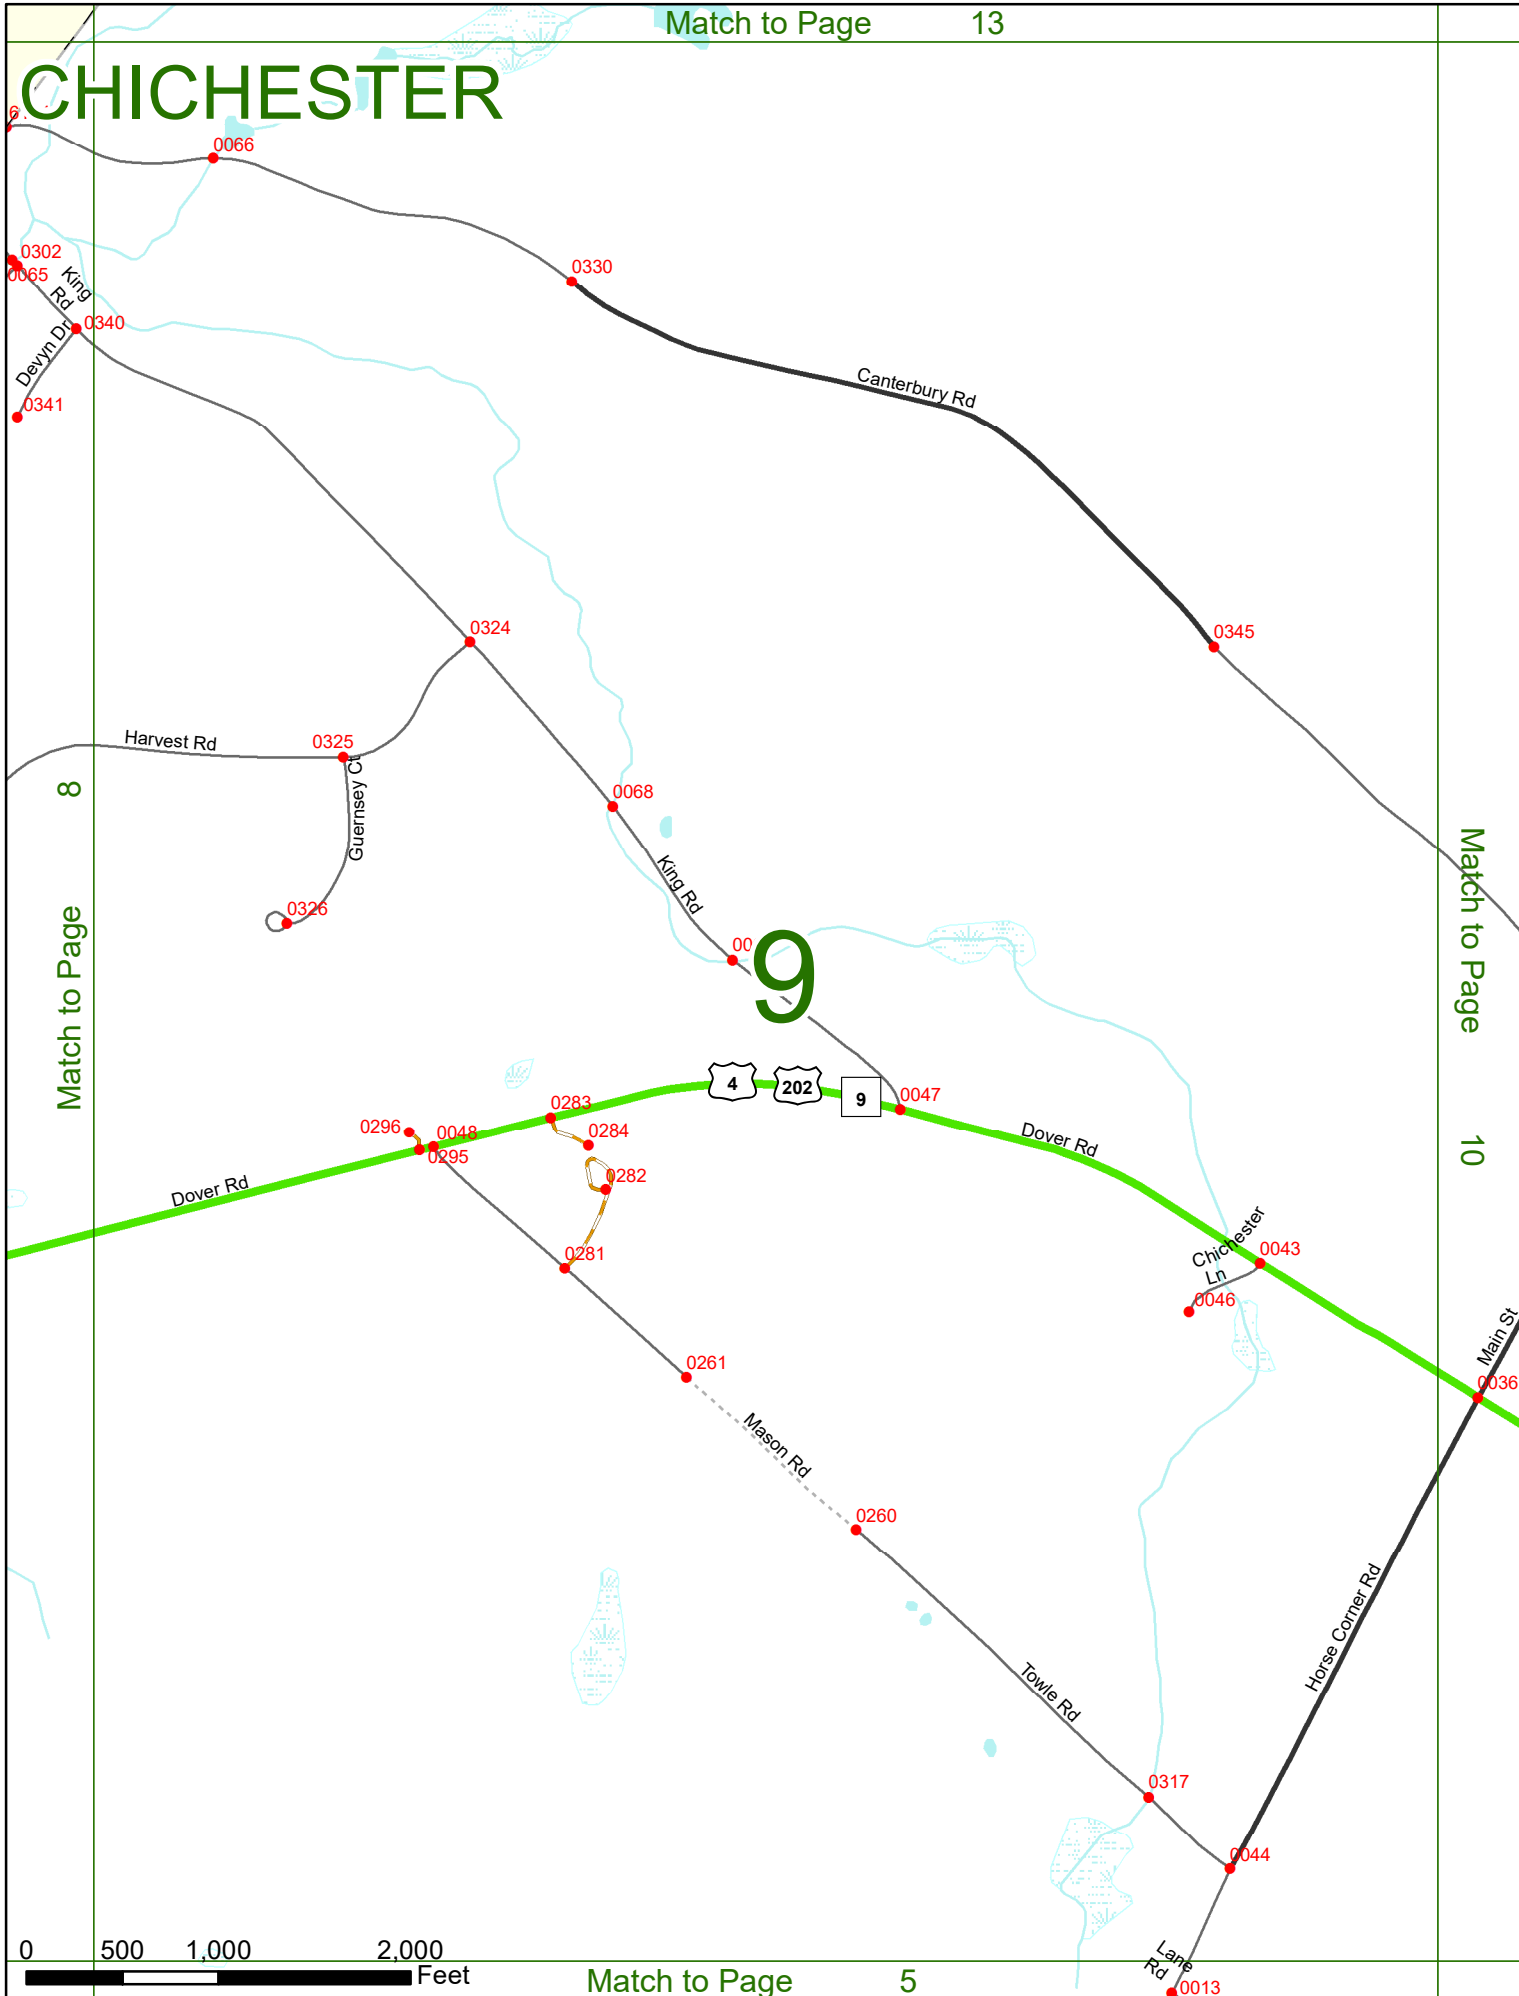 Match to Page 13
CHICHESTER
0066
0302
0065
King
Rd
0330
0340
Devyn Dr
0341
Canterbury Rd
0324
0345
Harvest Rd
0325
Guernsey Ct
8
Match to Page
0068
King Rd
0326
Match to Page
10
9
4
202
9
0047
0283
0296
0048
0284
0295
Dover Rd
0282
Dover Rd
Chichester
Ln
0043
0281
0046
Main St
0261
0036
Mason Rd
0260
Horse Corner Rd
Towle Rd
0317
0044
Lane
Rd
0013
0 500 1,000 2,000
Feet
Match to Page 5